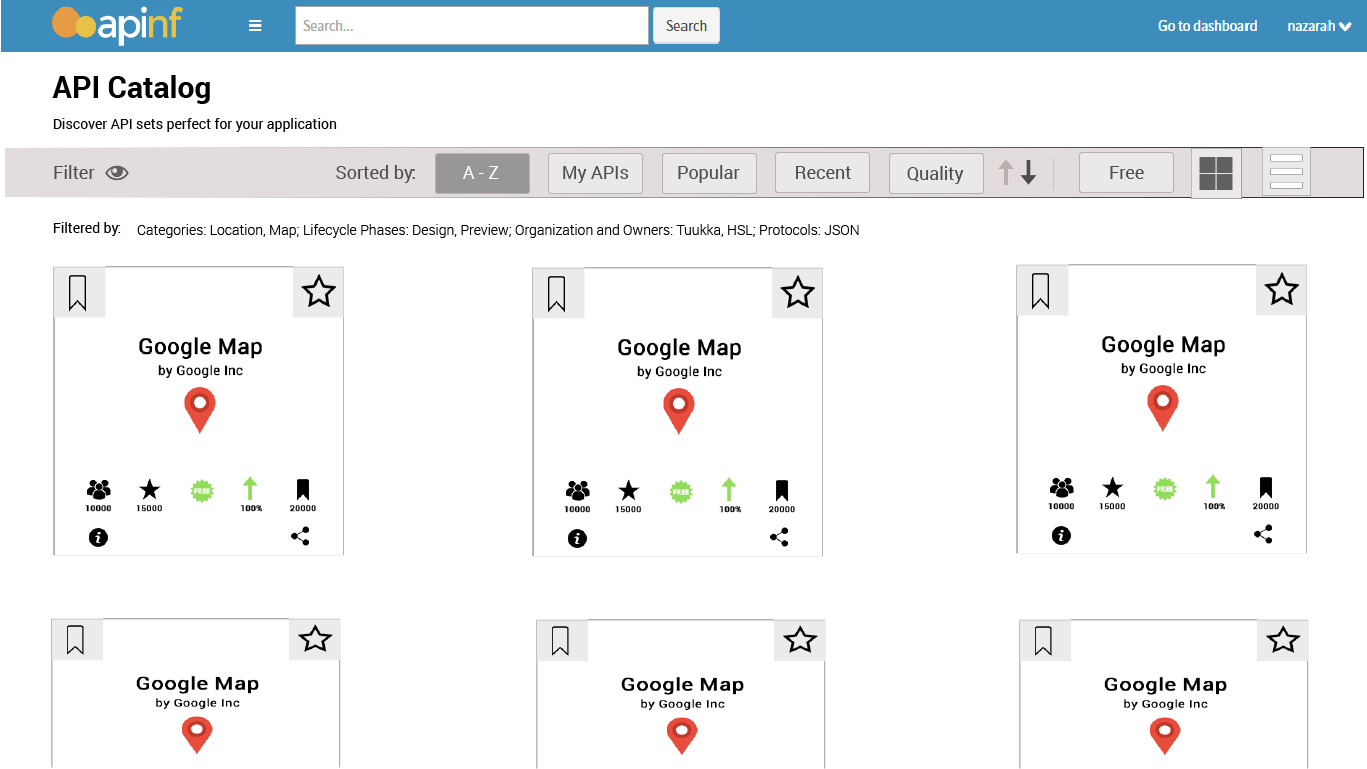 apinf Search... Search Go to dashboard nazarah
API Catalog
Discover API sets perfect for your application
Filter Sorted by: A - Z My APIs Popular Recent Quality Free
Filtered by: Categories: Location, Map; Lifecycle Phases: Design, Preview; Organization and Owners: Tuukka, HSL; Protocols: JSON
Google Map Google Map Google Map
by Google Inc by Google Inc by Google Inc
FREE FREE FREE
10000 15000 100% 20000 10000 15000 100% 20000 10000 15000 100% 20000
Google Map Google Map Google Map
by Google Inc by Google Inc by Google Inc